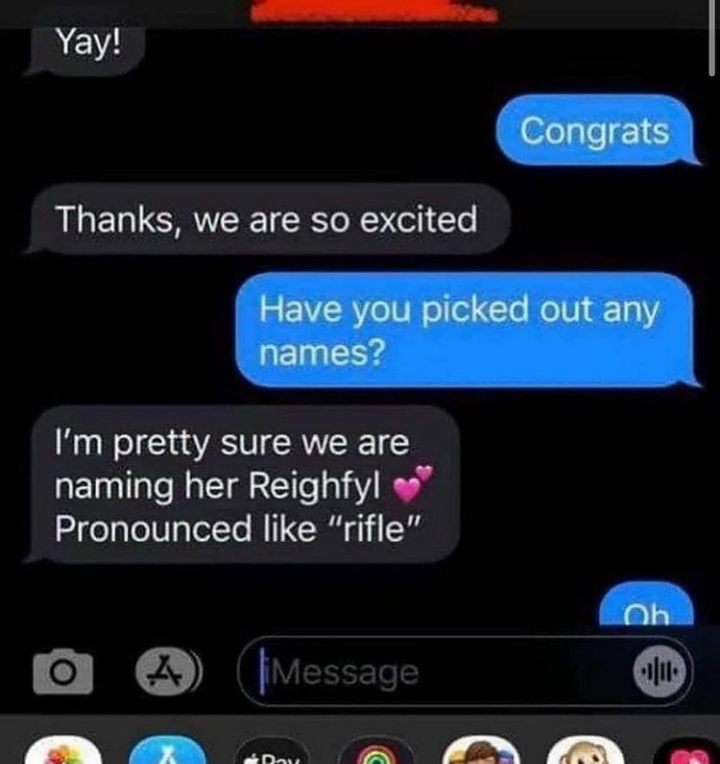 Yay!
Congrats
Thanks, we are so excited
Have you picked out any
names?
I'm pretty sure we are
naming her Reighfyl 💕
Pronounced like "rifle"
Oh
iMessage
Pay